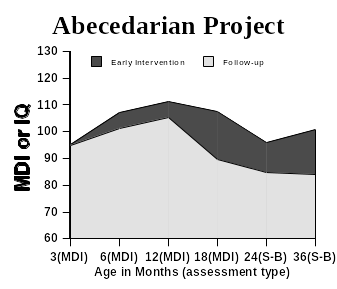 Abecedarian Project
130
Early Intervention Follow-up
120
110
100
90
80
70
60
MDI or IQ
3(MDI) 6(MDI) 12(MDI) 18(MDI) 24(S-B) 36(S-B)
Age in Months (assessment type)